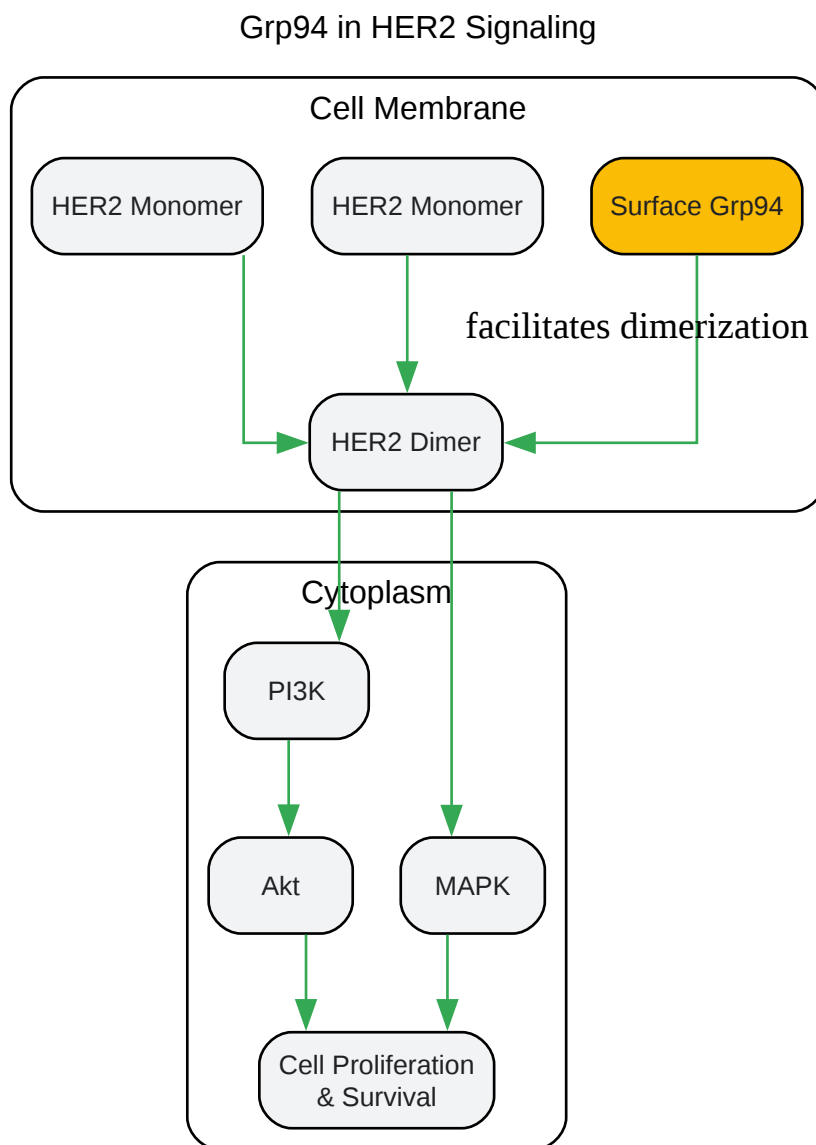 Grp94 in HER2 Signaling
Cell Membrane
HER2 Monomer
HER2 Monomer
Surface Grp94
facilitates dimerization
HER2 Dimer
Cytoplasm
PI3K
Akt
MAPK
Cell Proliferation
& Survival